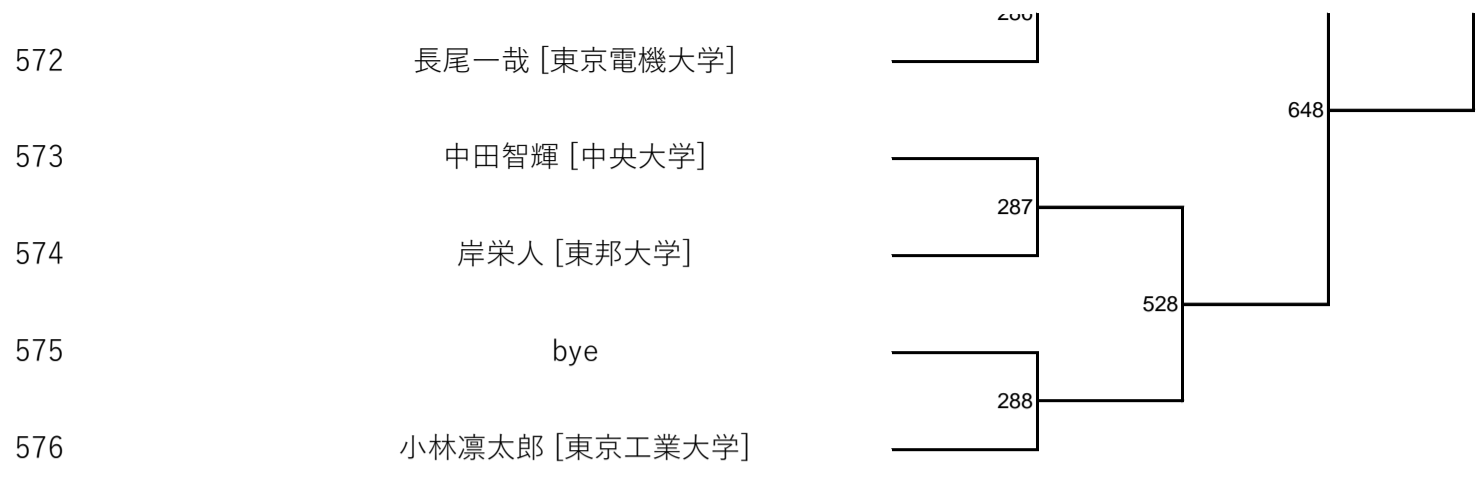 572 長尾一哉 [東京電機大学]
648
573 中田智輝 [中央大学]
287
574 岸栄人 [東邦大学]
528
575 bye
288
576 小林凛太郎 [東京工業大学]